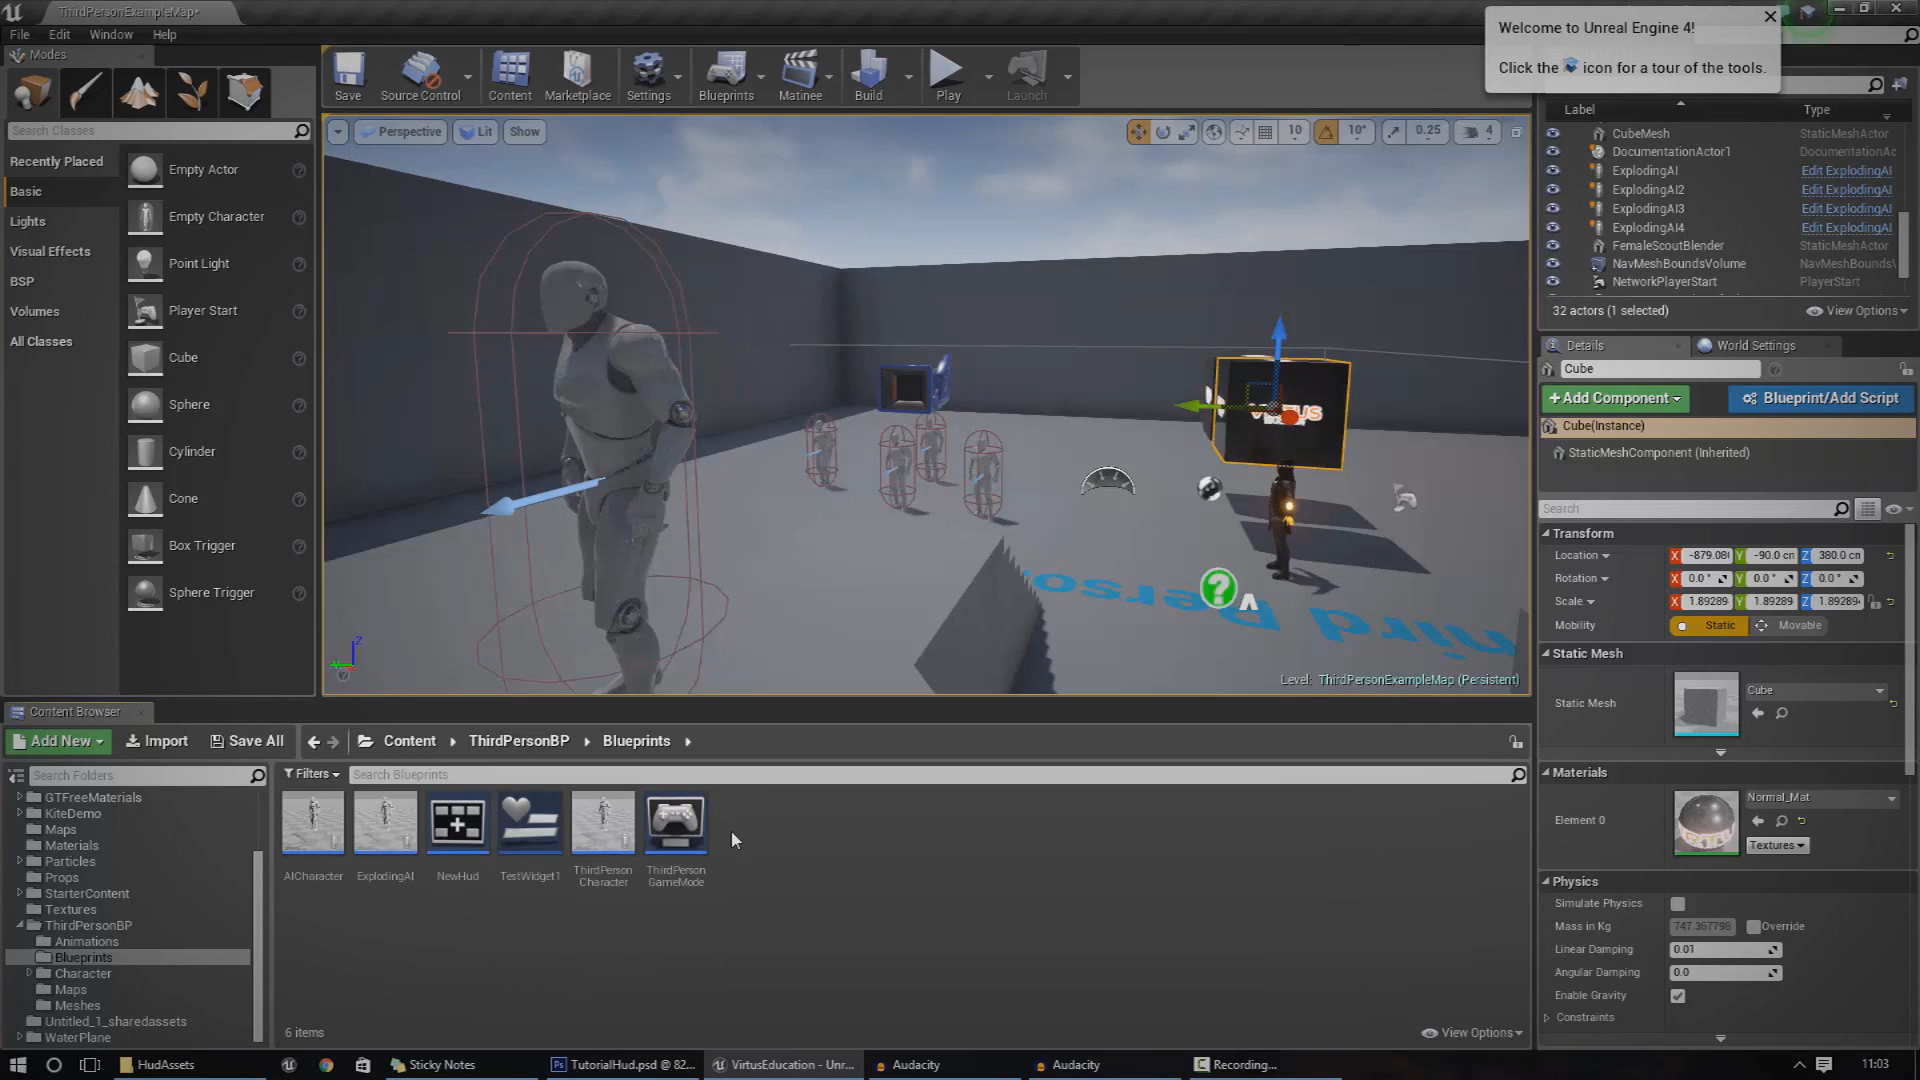 ThirdPersonExampleMap*
File Edit Window Help
Welcome to Unreal Engine 4!
Click the icon for a tour of the tools.
Modes
Save Source Control Content Marketplace Settings Blueprints Matinee Build Play Launch
Search Classes
Recently Placed
Basic
Lights
Visual Effects
BSP
Volumes
All Classes
Empty Actor
Empty Character
Point Light
Player Start
Cube
Sphere
Cylinder
Cone
Box Trigger
Sphere Trigger
Perspective Lit Show
10 10° 0.25 4
VIRTUS
Third Person
Level: ThirdPersonExampleMap (Persistent)
Label Type
CubeMesh StaticMeshActor
DocumentationActor1 DocumentationAc
ExplodingAI Edit ExplodingAI
ExplodingAI2 Edit ExplodingAI
ExplodingAI3 Edit ExplodingAI
ExplodingAI4 Edit ExplodingAI
FemaleScoutBlender StaticMeshActor
NavMeshBoundsVolume NavMeshBounds
NetworkPlayerStart PlayerStart
32 actors (1 selected) View Options
Details World Settings
Cube
+Add Component Blueprint/Add Script
Cube(Instance)
StaticMeshComponent (Inherited)
Search
Transform
Location X -879.08 Y -90.0 cm Z 380.0 cm
Rotation X 0.0° Y 0.0° Z 0.0°
Scale X 1.89289 Y 1.89289 Z 1.89289
Mobility Static Movable
Static Mesh
Static Mesh Cube
Materials
Element 0 Normal_Mat
Textures
Physics
Simulate Physics
Mass in Kg 747.367798 Override
Linear Damping 0.01
Angular Damping 0.0
Enable Gravity
Constraints
Content Browser
Add New Import Save All Content ThirdPersonBP Blueprints
Search Folders
Filters Search Blueprints
GTFreeMaterials
KiteDemo
Maps
Materials
Particles
Props
StarterContent
Textures
ThirdPersonBP
Animations
Blueprints
Character
Maps
Meshes
Untitled_1_sharedassets
WaterPlane
AICharacter
ExplodingAI
NewHud
TestWidget1
ThirdPerson
Character
ThirdPerson
GameMode
6 items View Options
HudAssets Sticky Notes TutorialHud.psd @ 82... VirtusEducation - Unr... Audacity Audacity Recording... 11:03